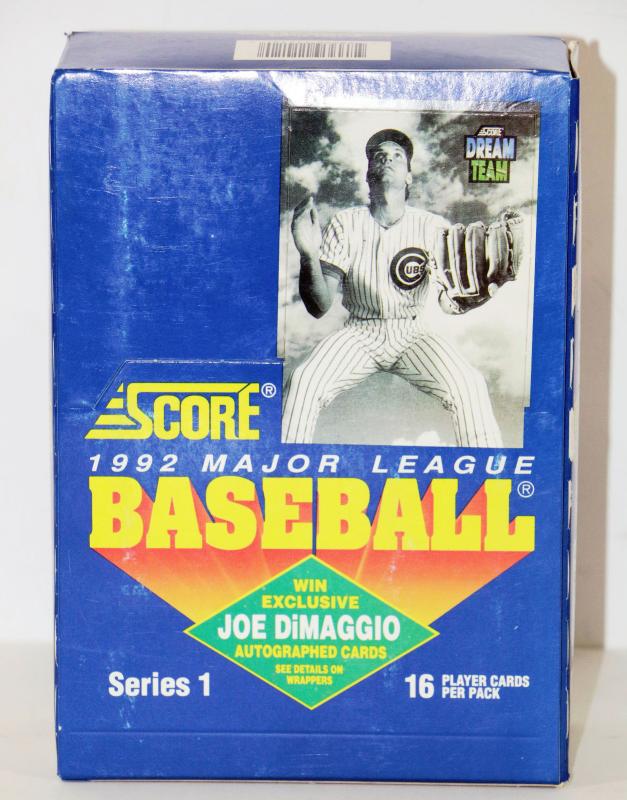 SCORE
DREAM
TEAM
CUBS
SCORE®
1992 MAJOR LEAGUE
BASEBALL®
WIN
EXCLUSIVE
JOE DiMAGGIO
AUTOGRAPHED CARDS
SEE DETAILS ON
WRAPPERS
Series 1
16 PLAYER CARDS
PER PACK